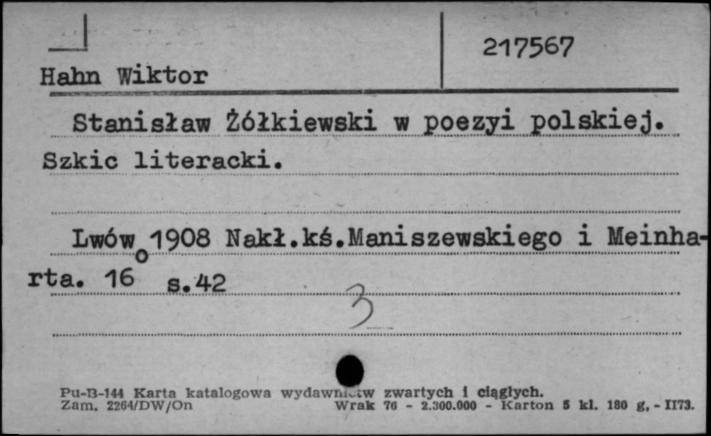 217567
Hahn Wiktor
Stanisław Żółkiewski w poezyi polskiej.
Szkic literacki.
Lwów 1908 Nakł.kś.Maniszewskiego i Meinha-
rta. 16o s.42
3
Pu-B-144 Karta katalogowa wydawnictw zwartych i ciągłych.
Zam. 2264/DW/On Wrak 76 - 2.300.000 - Karton 5 kl. 180 g, - II73.